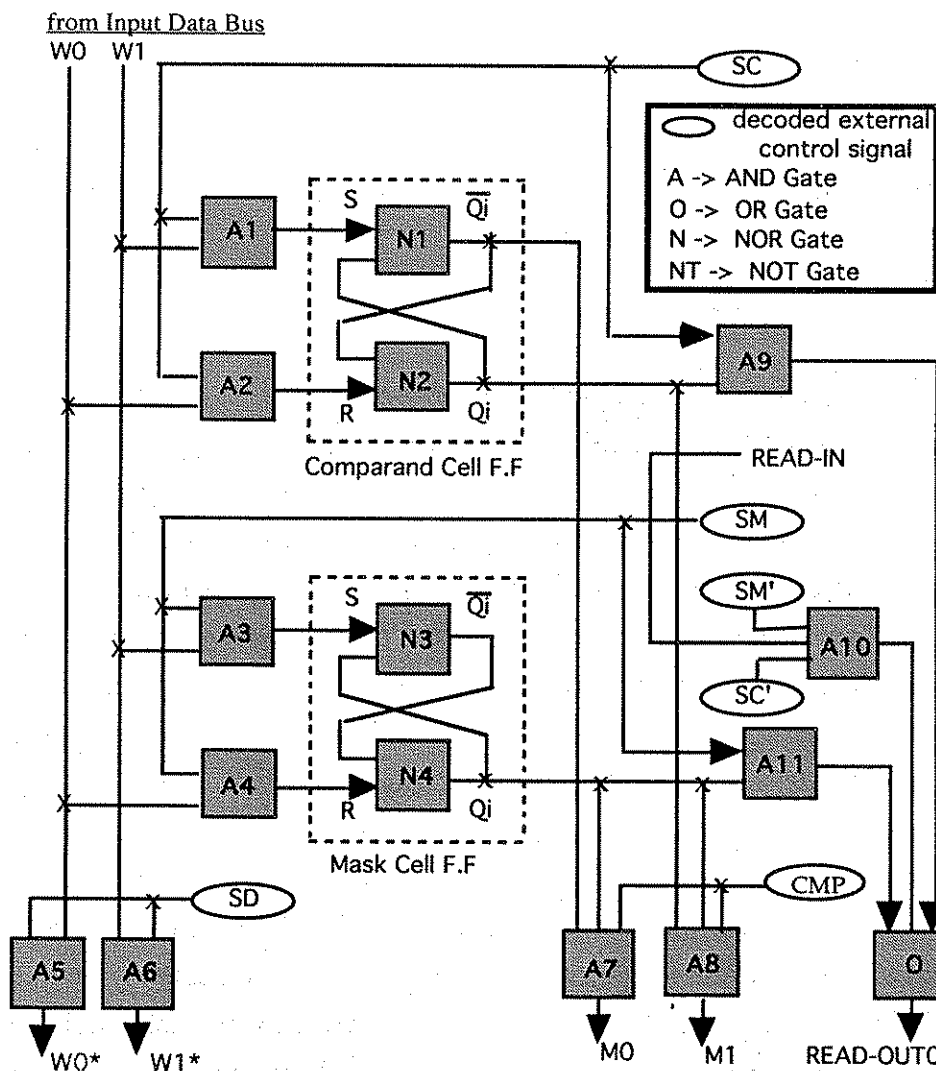 from Input Data Bus
W0 W1
SC
decoded external
control signal
A -> AND Gate
O -> OR Gate
N -> NOR Gate
NT -> NOT Gate
S
Qi
A1
N1
A9
A2
N2
R
Qi
Comparand Cell F.F
READ-IN
SM
S
Qi
SM'
A3
N3
A10
SC'
A11
A4
N4
R
Qi
Mask Cell F.F
SD
CMP
A5
A6
A7
A8
O
W0*
W1*
M0
M1
READ-OUT0